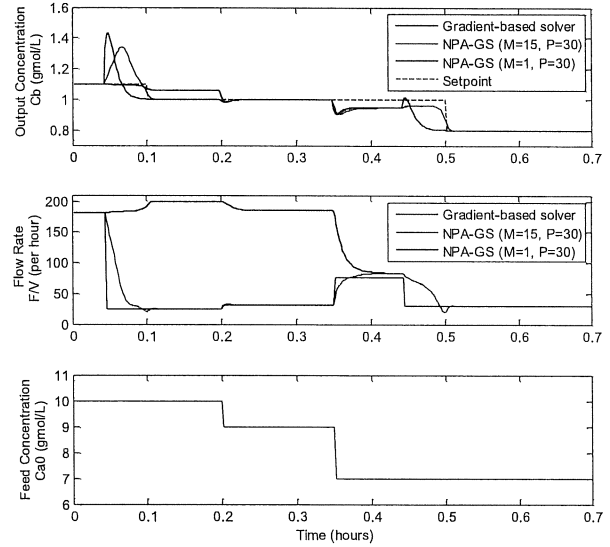 Output Concentration
Cb (gmol/L)
1.6
1.4
1.2
1
0.8
Gradient-based solver
NPA-GS (M=15, P=30)
NPA-GS (M=1, P=30)
Setpoint
0 0.1 0.2 0.3 0.4 0.5 0.6 0.7
Flow Rate
F/V (per hour)
200
150
100
50
0
Gradient-based solver
NPA-GS (M=15, P=30)
NPA-GS (M=1, P=30)
0 0.1 0.2 0.3 0.4 0.5 0.6 0.7
Feed Concentration
Ca0 (gmol/L)
11
10
9
8
7
6
0 0.1 0.2 0.3 0.4 0.5 0.6 0.7
Time (hours)